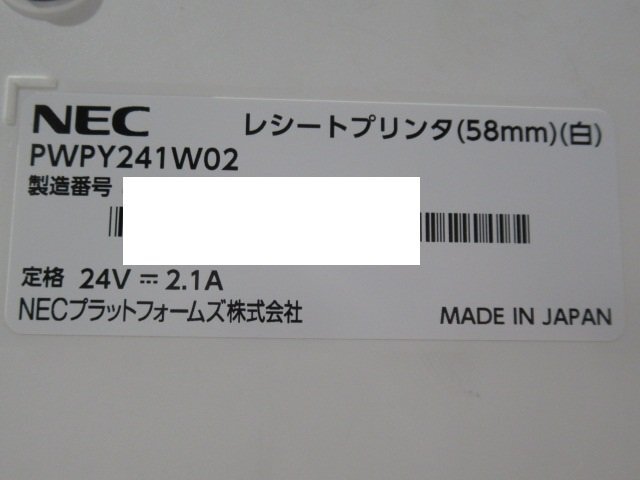 NEC レシートプリンタ(58mm)(白)
PWPY241W02
製造番号
定格 24V ⎓ 2.1A
NECプラットフォームズ株式会社 MADE IN JAPAN